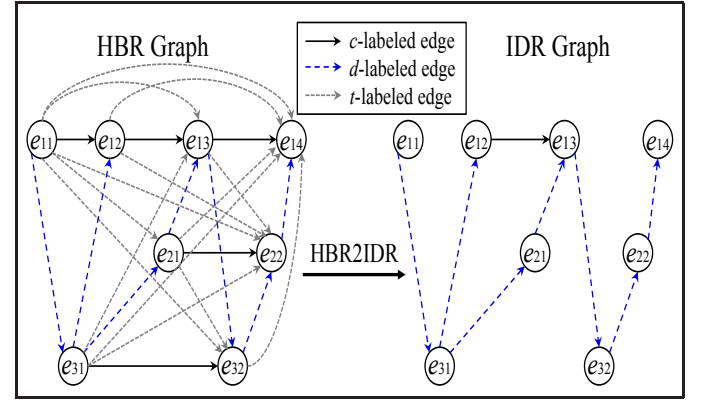 HBR Graph
c-labeled edge
d-labeled edge
t-labeled edge
IDR Graph
e11 e12 e13 e14
e21 e22
e31 e32
HBR2IDR
e11 e12 e13 e14
e21 e22
e31 e32